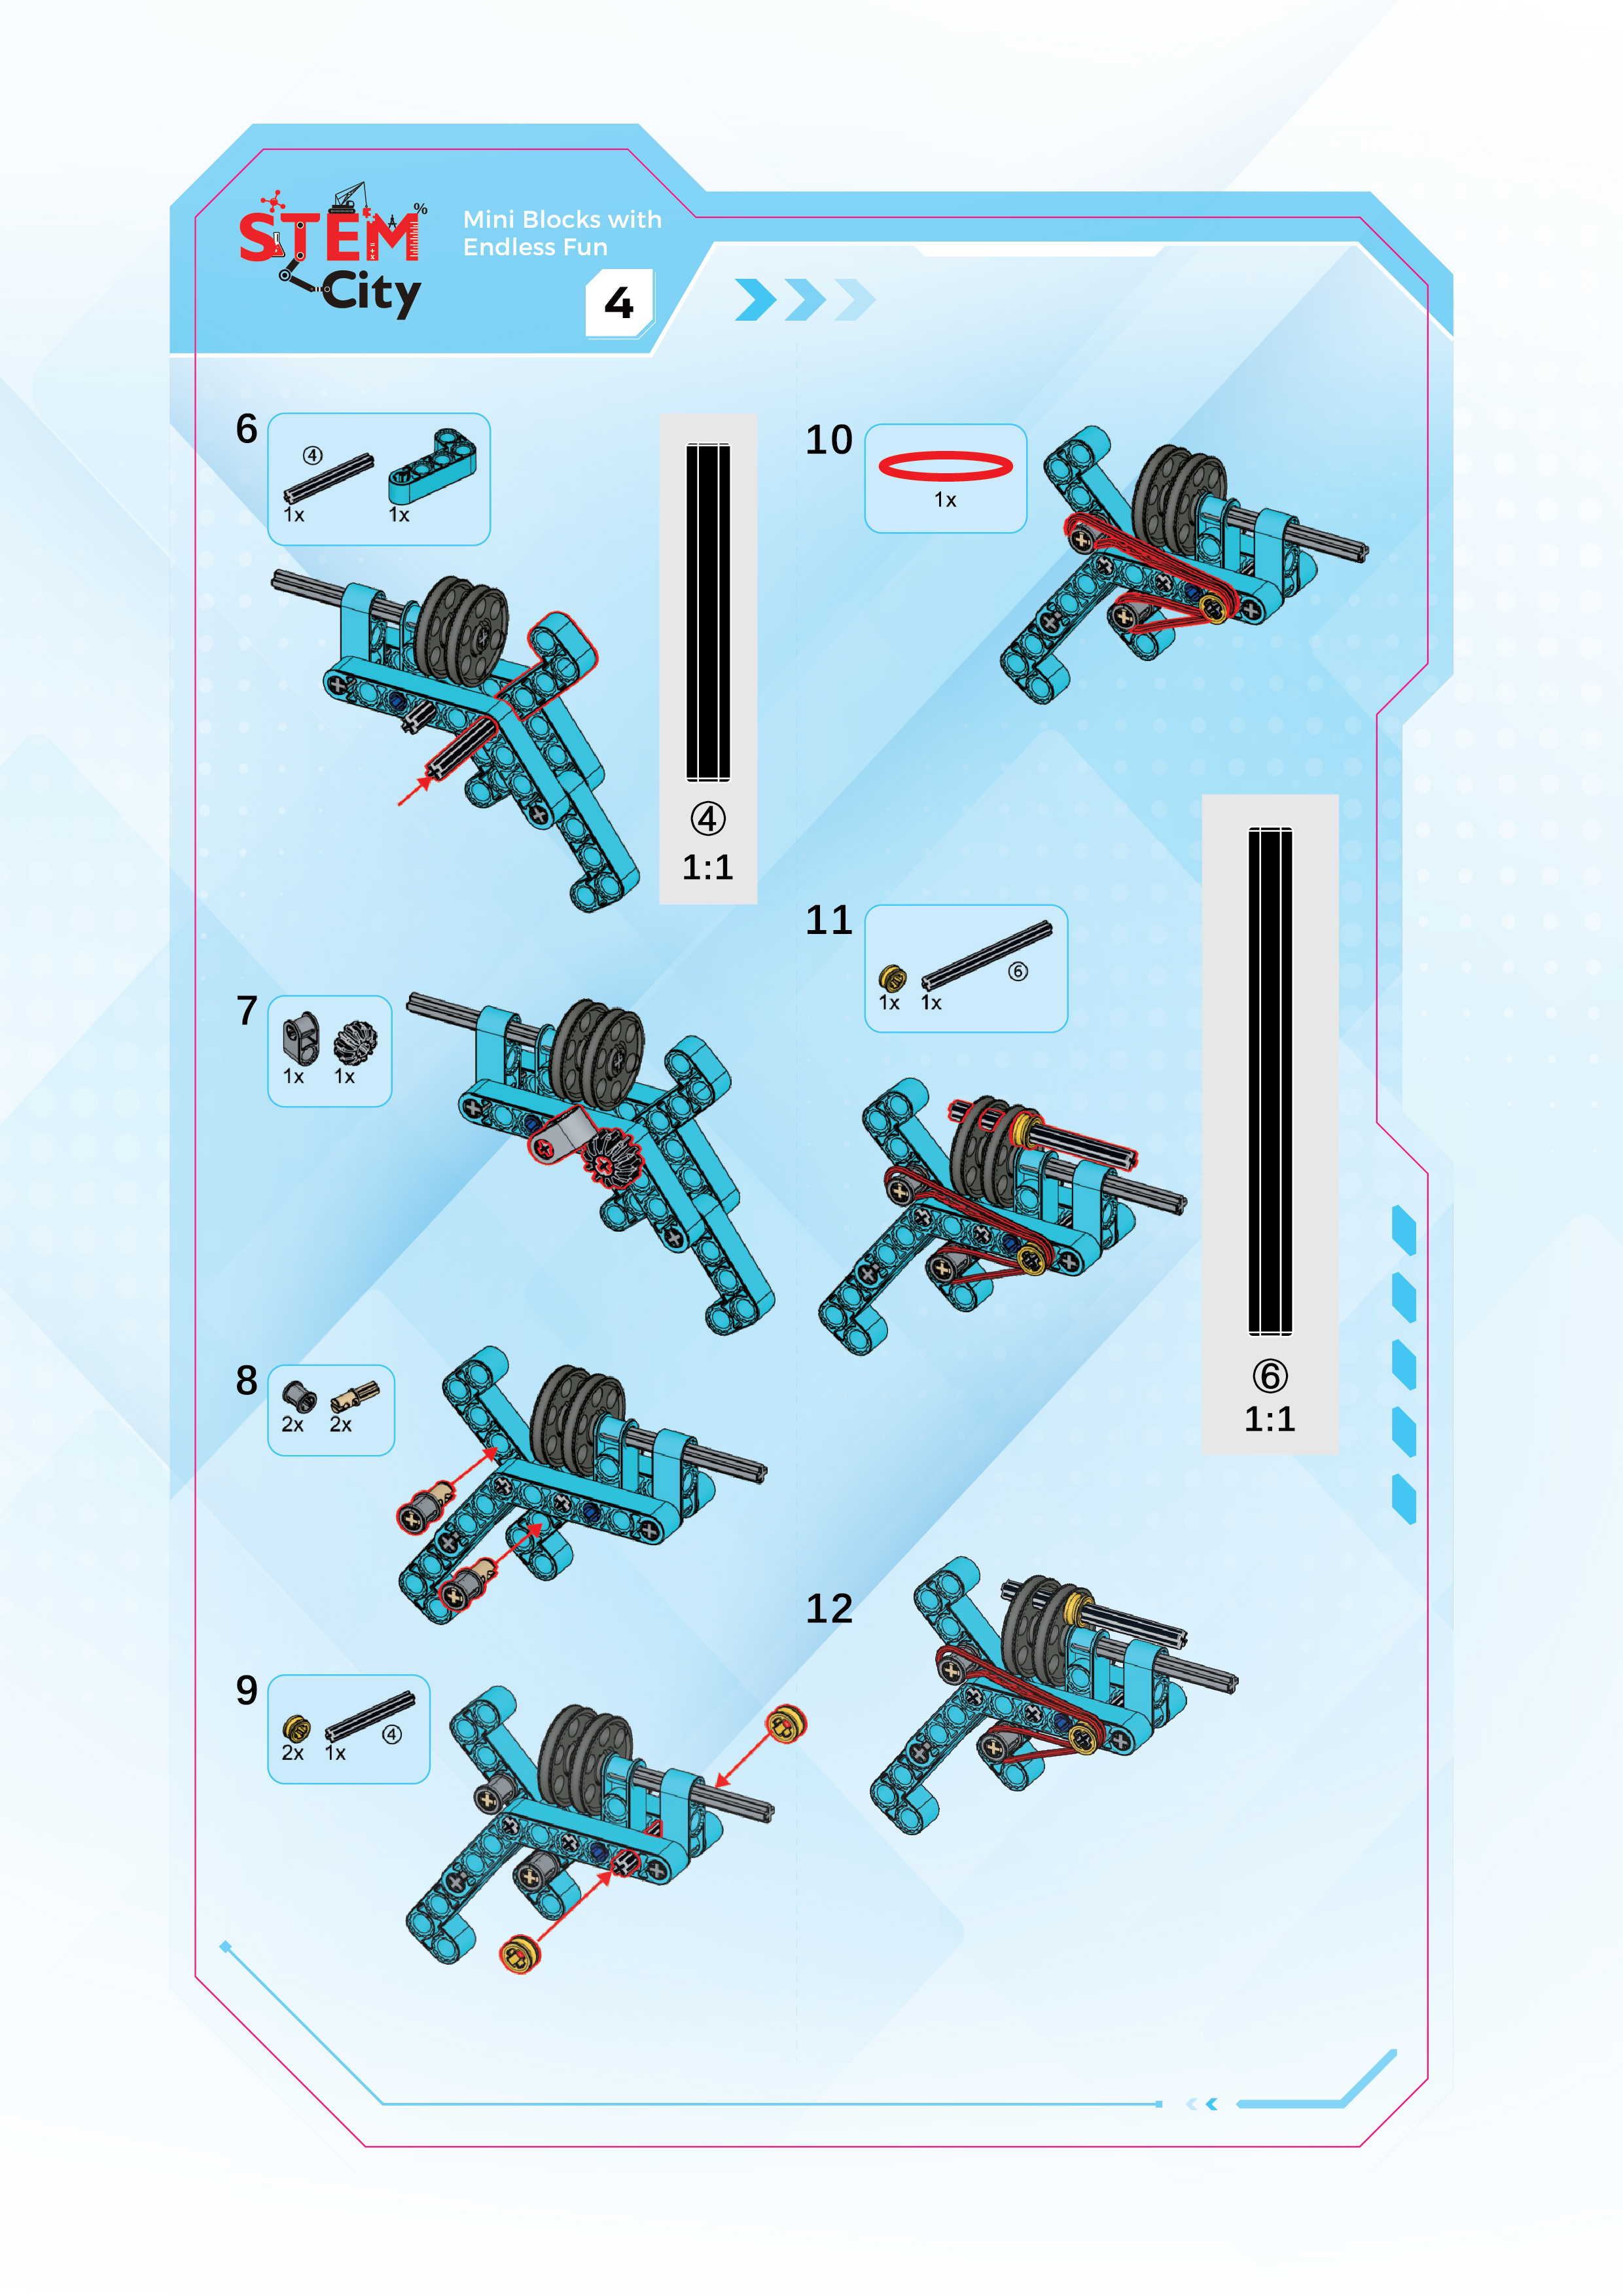 STEM
%
City
Mini Blocks with
Endless Fun
4
6
④
1x 1x
④
1:1
7
1x 1x
8
2x 2x
9
④
2x 1x
10
1x
11
⑥
1x 1x
⑥
1:1
12